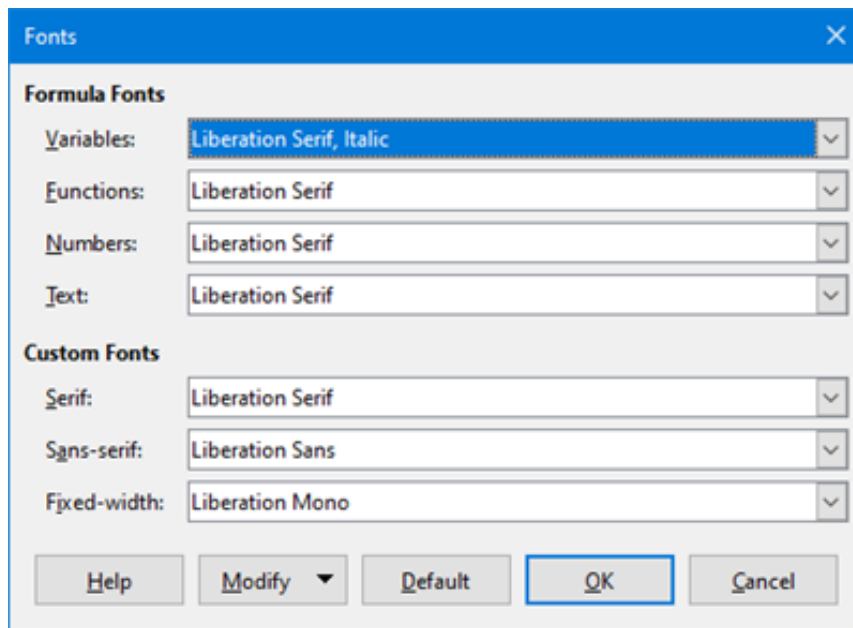 Fonts
Formula Fonts
Variables: Liberation Serif, Italic
Functions: Liberation Serif
Numbers: Liberation Serif
Text: Liberation Serif
Custom Fonts
Serif: Liberation Serif
Sans-serif: Liberation Sans
Fixed-width: Liberation Mono
Help Modify Default OK Cancel